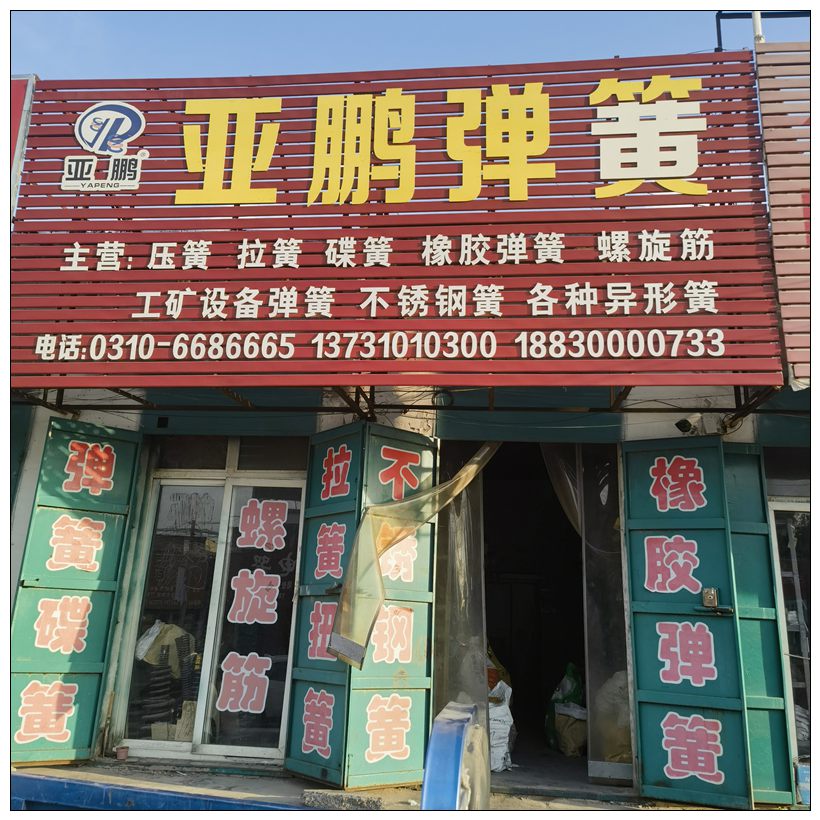 亚鹏弹簧
亚鹏®
YAPENG
主营: 压簧 拉簧 碟簧 橡胶弹簧 螺旋筋
工矿设备弹簧 不锈钢簧 各种异形簧
电话:0310-6686665 13731010300 18830000733
弹簧碟簧
螺旋筋
拉簧扭簧
不锈钢簧
橡胶弹簧